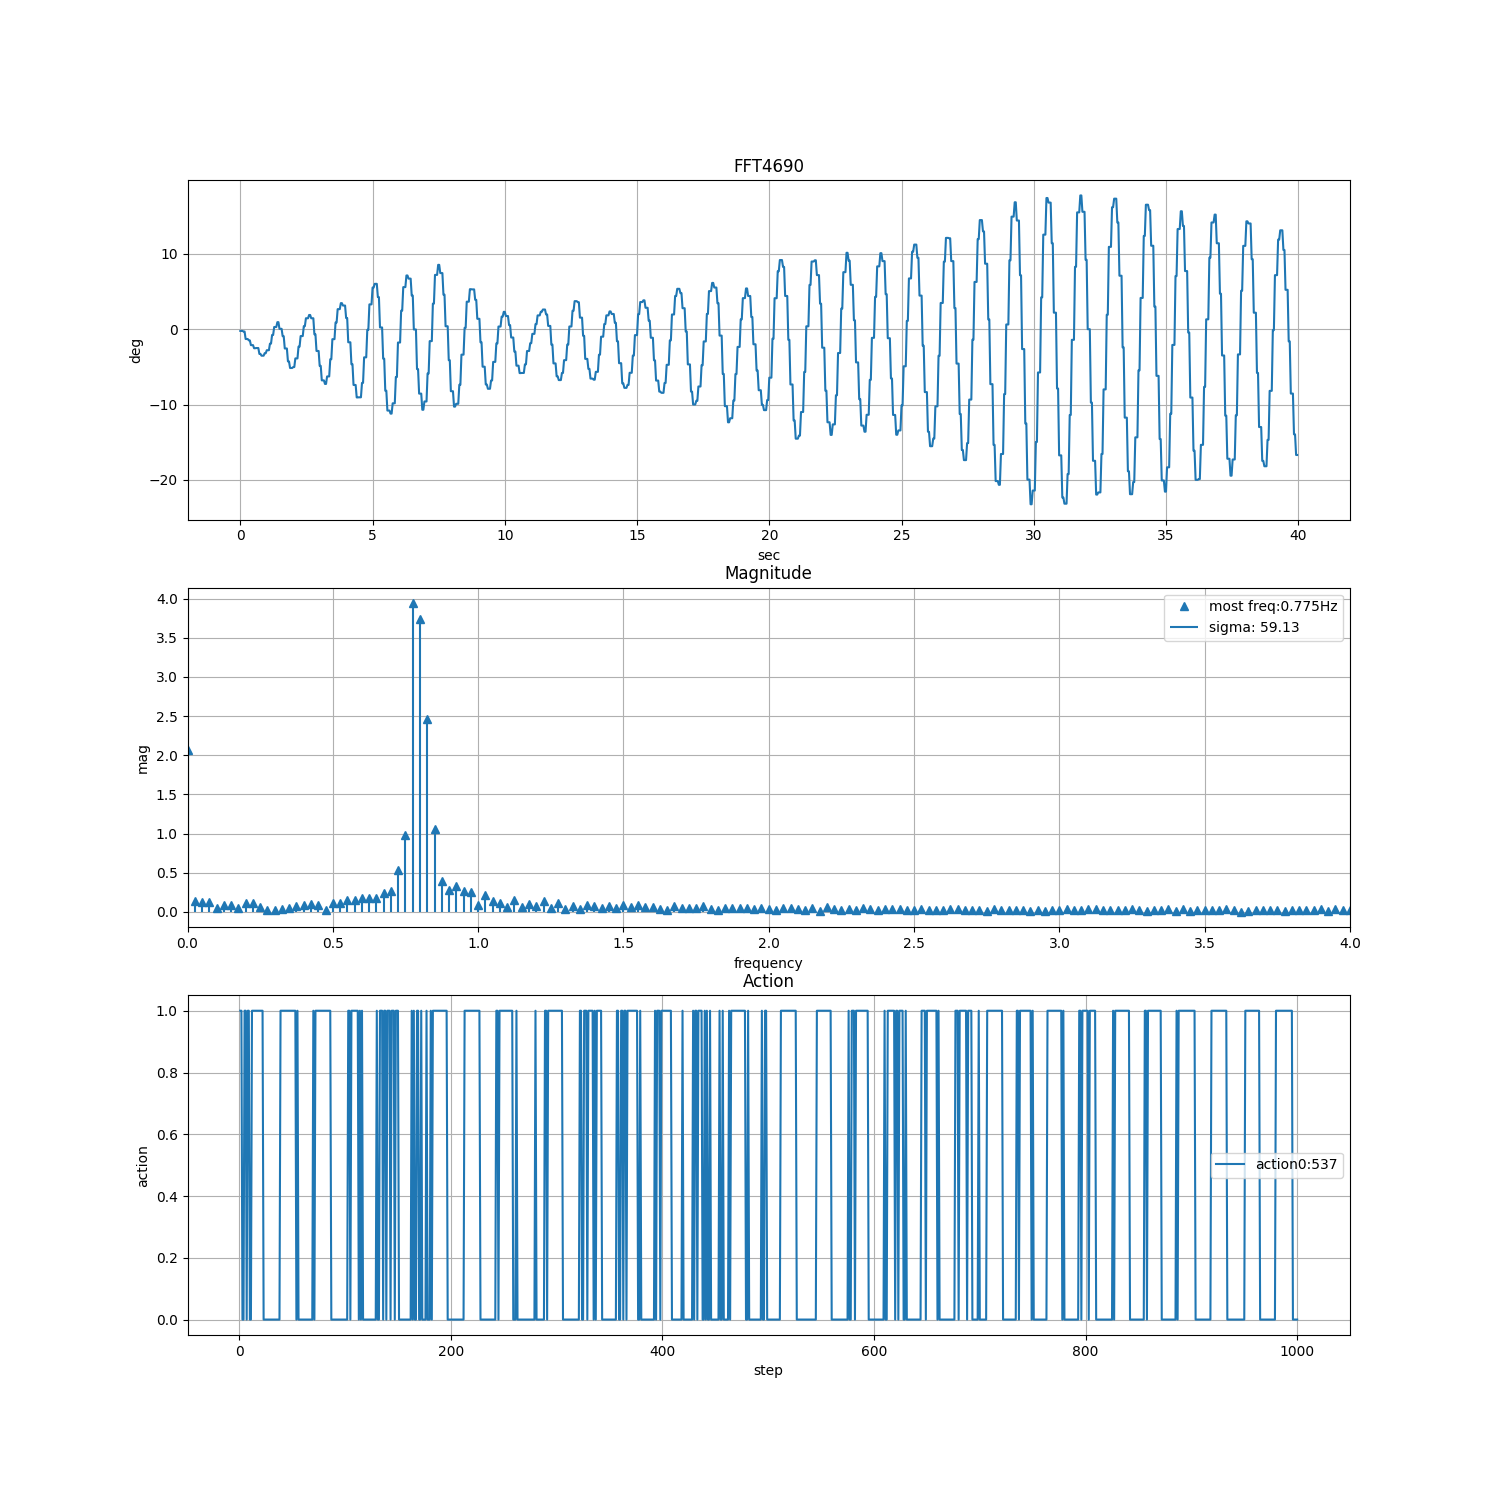 FFT4690
10
0
−10
−20
deg
0 5 10 15 20 25 30 35 40
sec
Magnitude
4.0
3.5
3.0
2.5
2.0
1.5
1.0
0.5
0.0
mag
most freq:0.775Hz
sigma: 59.13
0.0 0.5 1.0 1.5 2.0 2.5 3.0 3.5 4.0
frequency
Action
1.0
0.8
0.6
0.4
0.2
0.0
action
action0:537
0 200 400 600 800 1000
step